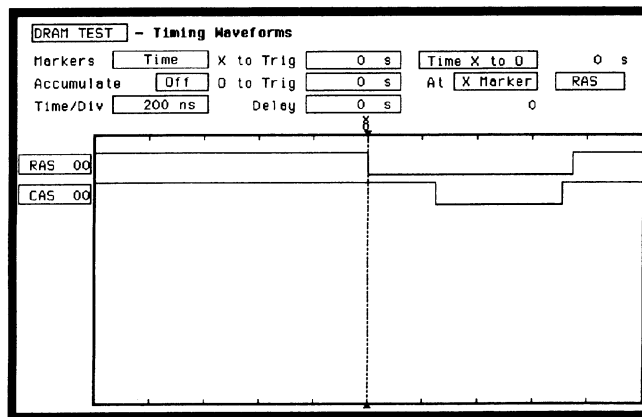 DRAM TEST - Timing Waveforms
Markers Time X to Trig 0 s Time X to O 0 s
Accumulate Off O to Trig 0 s At X Marker RAS
Time/Div 200 ns Delay 0 s 0
X
O
RAS 00
CAS 00